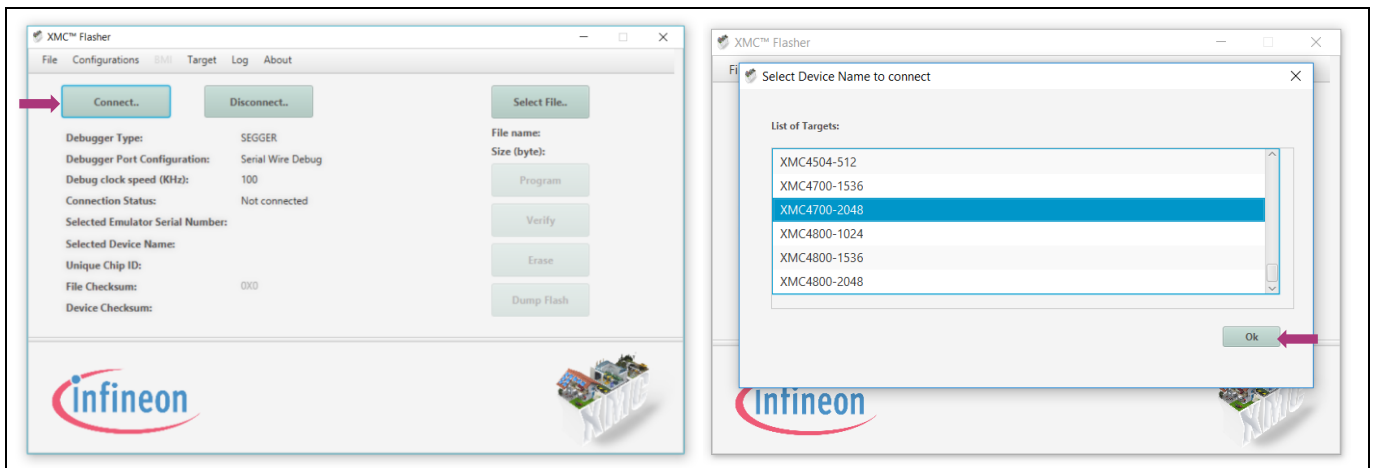 XMC™ Flasher
File Configurations BMI Target Log About
Connect.. Disconnect.. Select File..
Debugger Type: SEGGER File name:
Debugger Port Configuration: Serial Wire Debug Size (byte):
Debug clock speed (KHz): 100 Program
Connection Status: Not connected
Selected Emulator Serial Number: Verify
Selected Device Name:
Unique Chip ID: Erase
File Checksum: 0X0
Device Checksum: Dump Flash
infineon
XMC
XMC™ Flasher
Fi
Select Device Name to connect
List of Targets:
XMC4504-512
XMC4700-1536
XMC4700-2048
XMC4800-1024
XMC4800-1536
XMC4800-2048
Ok
infineon
XMC